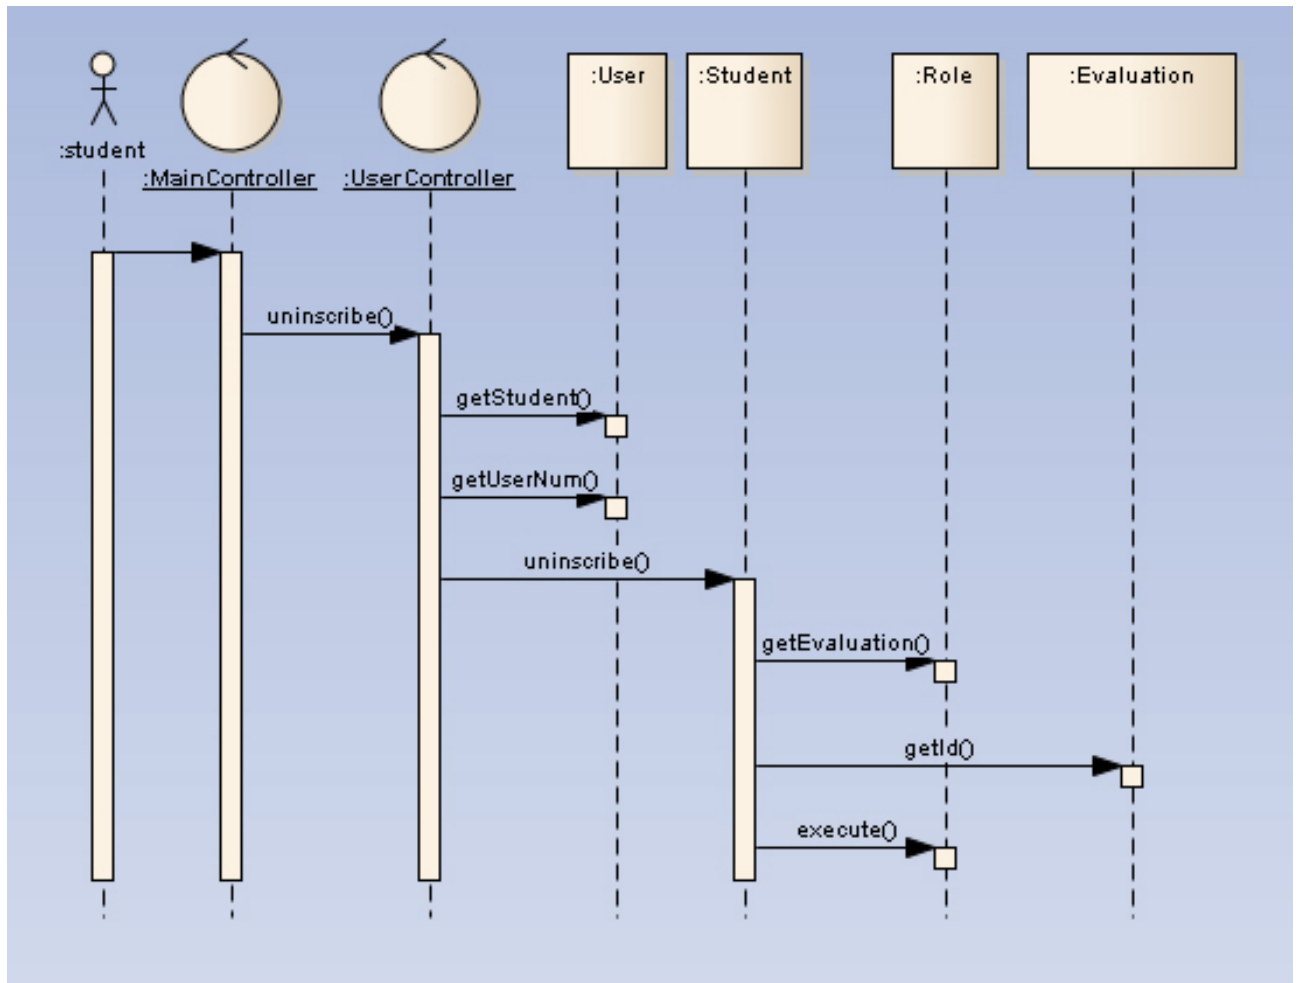 :student
:MainController
:UserController
:User
:Student
:Role
:Evaluation
uninscribe()
getStudent()
getUserNum()
uninscribe()
getEvaluation()
getId()
execute()